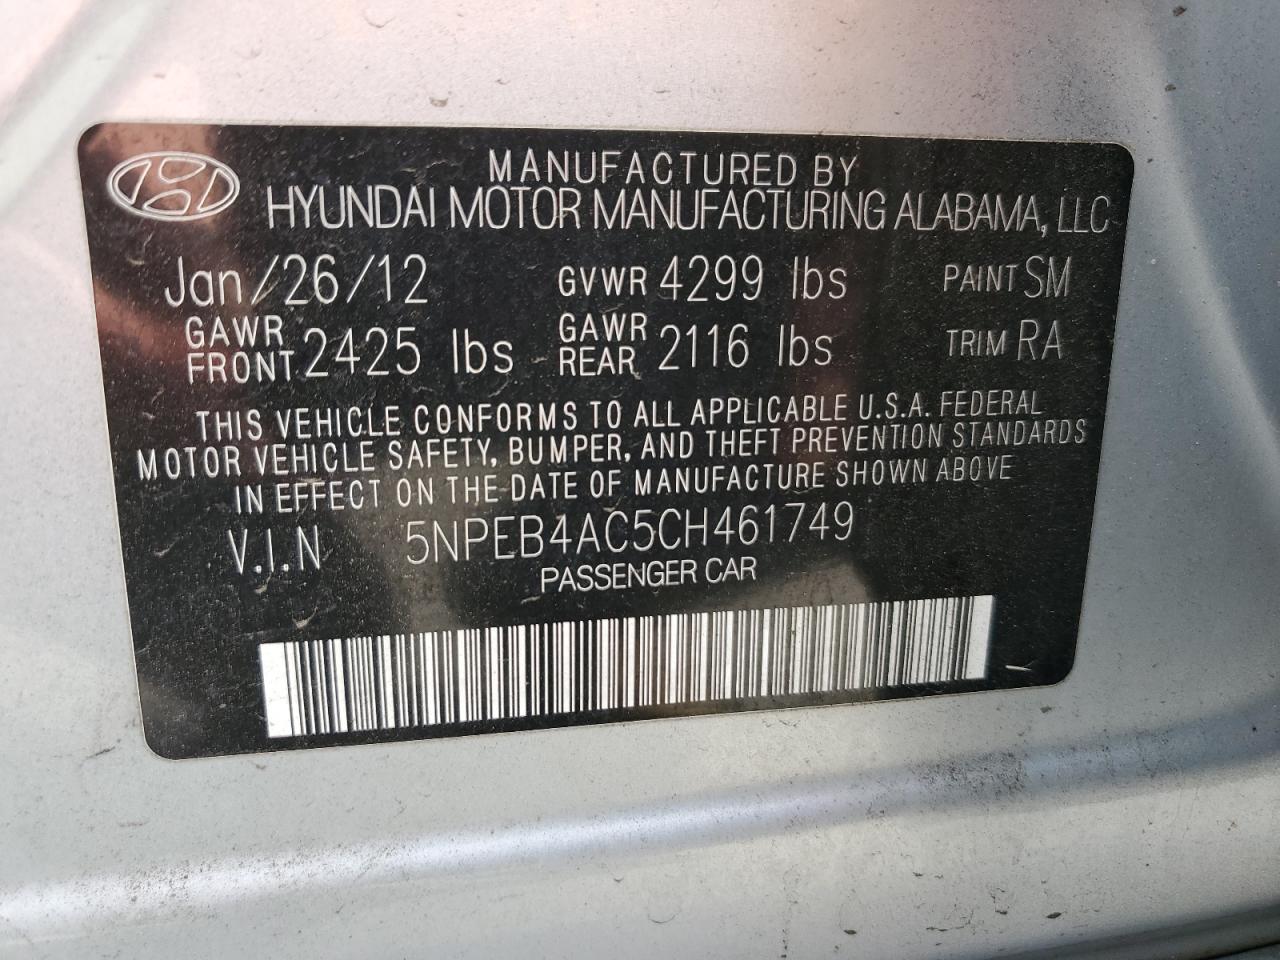 MANUFACTURED BY
HYUNDAI MOTOR MANUFACTURING ALABAMA, LLC
Jan/26/12 GVWR 4299 lbs PAINT SM
GAWR FRONT 2425 lbs GAWR REAR 2116 lbs TRIM RA
THIS VEHICLE CONFORMS TO ALL APPLICABLE U.S.A. FEDERAL
MOTOR VEHICLE SAFETY, BUMPER, AND THEFT PREVENTION STANDARDS
IN EFFECT ON THE DATE OF MANUFACTURE SHOWN ABOVE
V.I.N 5NPEB4AC5CH461749
PASSENGER CAR